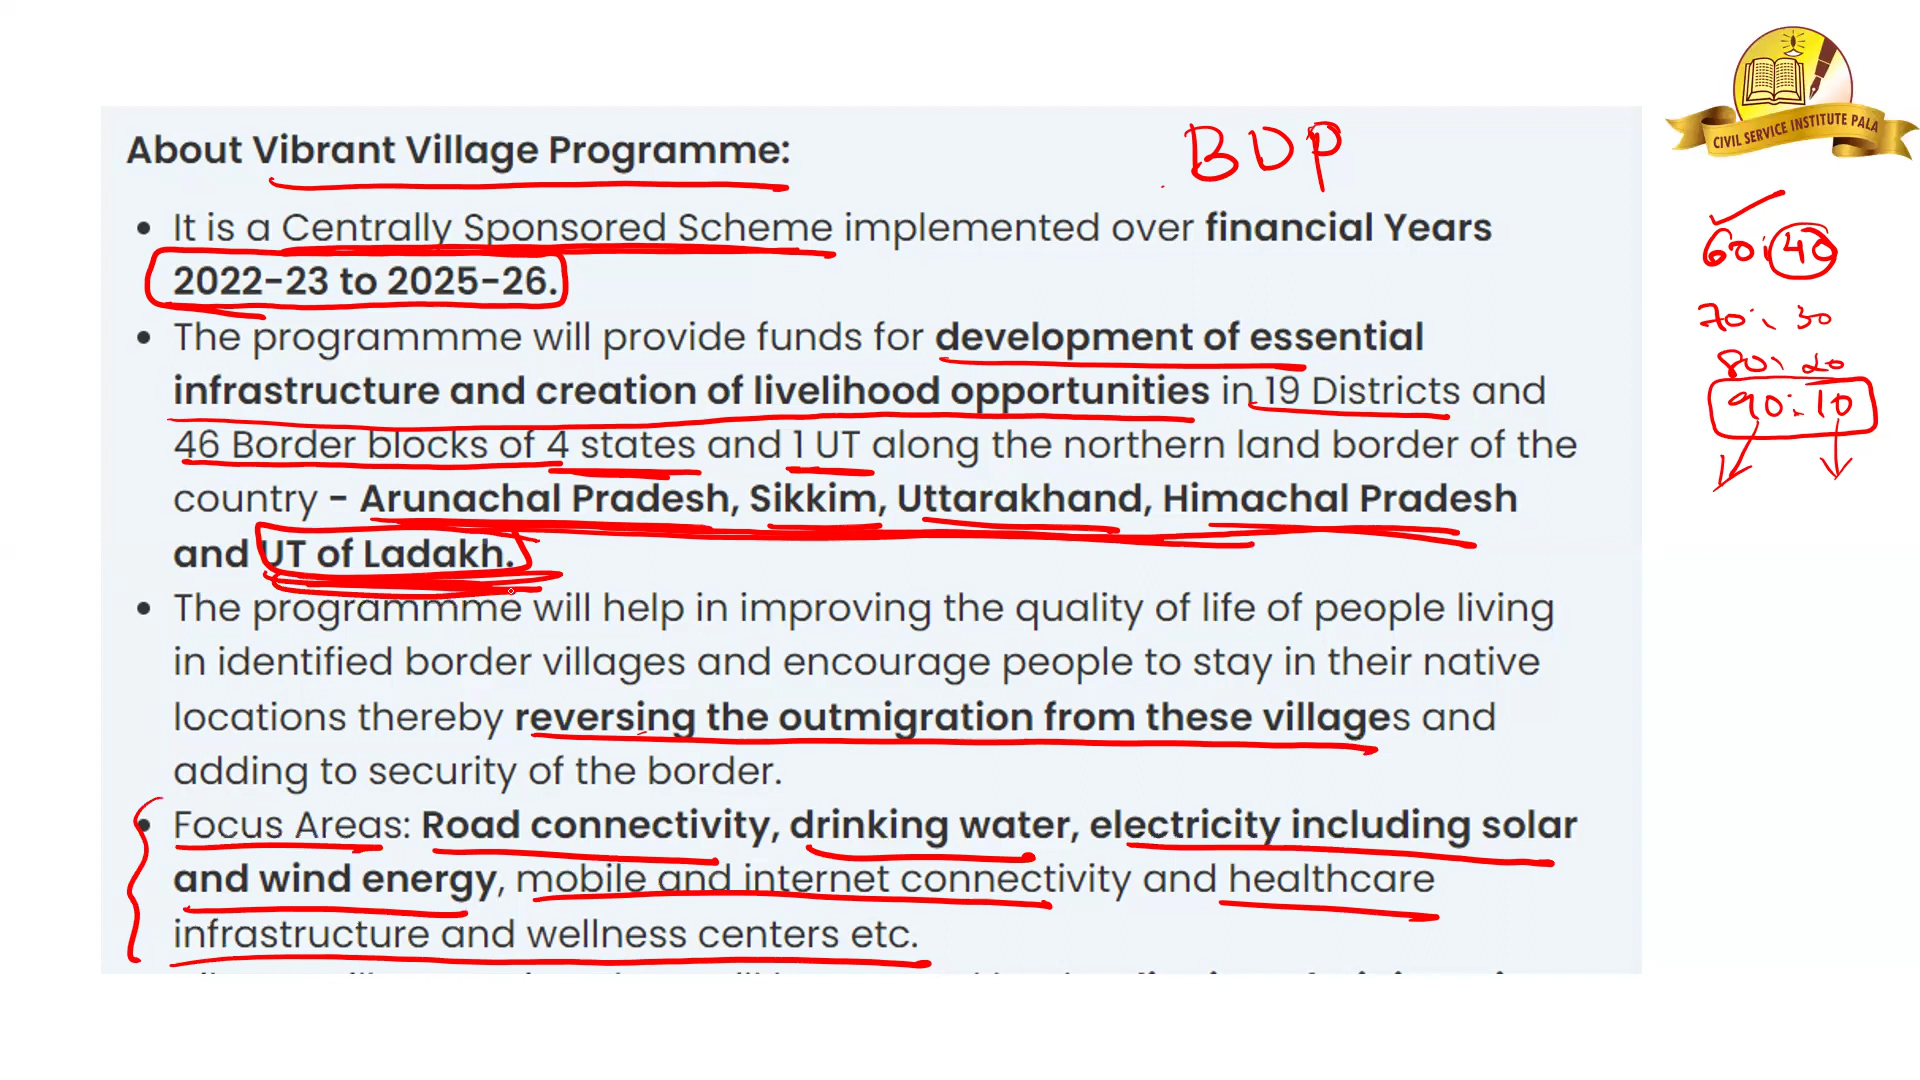 About Vibrant Village Programme:
BDP
CIVIL SERVICE INSTITUTE PALA
• It is a Centrally Sponsored Scheme implemented over financial Years
2022-23 to 2025-26.
• The programmme will provide funds for development of essential
infrastructure and creation of livelihood opportunities in 19 Districts and
46 Border blocks of 4 states and 1 UT along the northern land border of the
country - Arunachal Pradesh, Sikkim, Uttarakhand, Himachal Pradesh
and UT of Ladakh.
• The programmme will help in improving the quality of life of people living
in identified border villages and encourage people to stay in their native
locations thereby reversing the outmigration from these villages and
adding to security of the border.
• Focus Areas: Road connectivity, drinking water, electricity including solar
and wind energy, mobile and internet connectivity and healthcare
infrastructure and wellness centers etc.
60:40
70:30
80:20
90:10